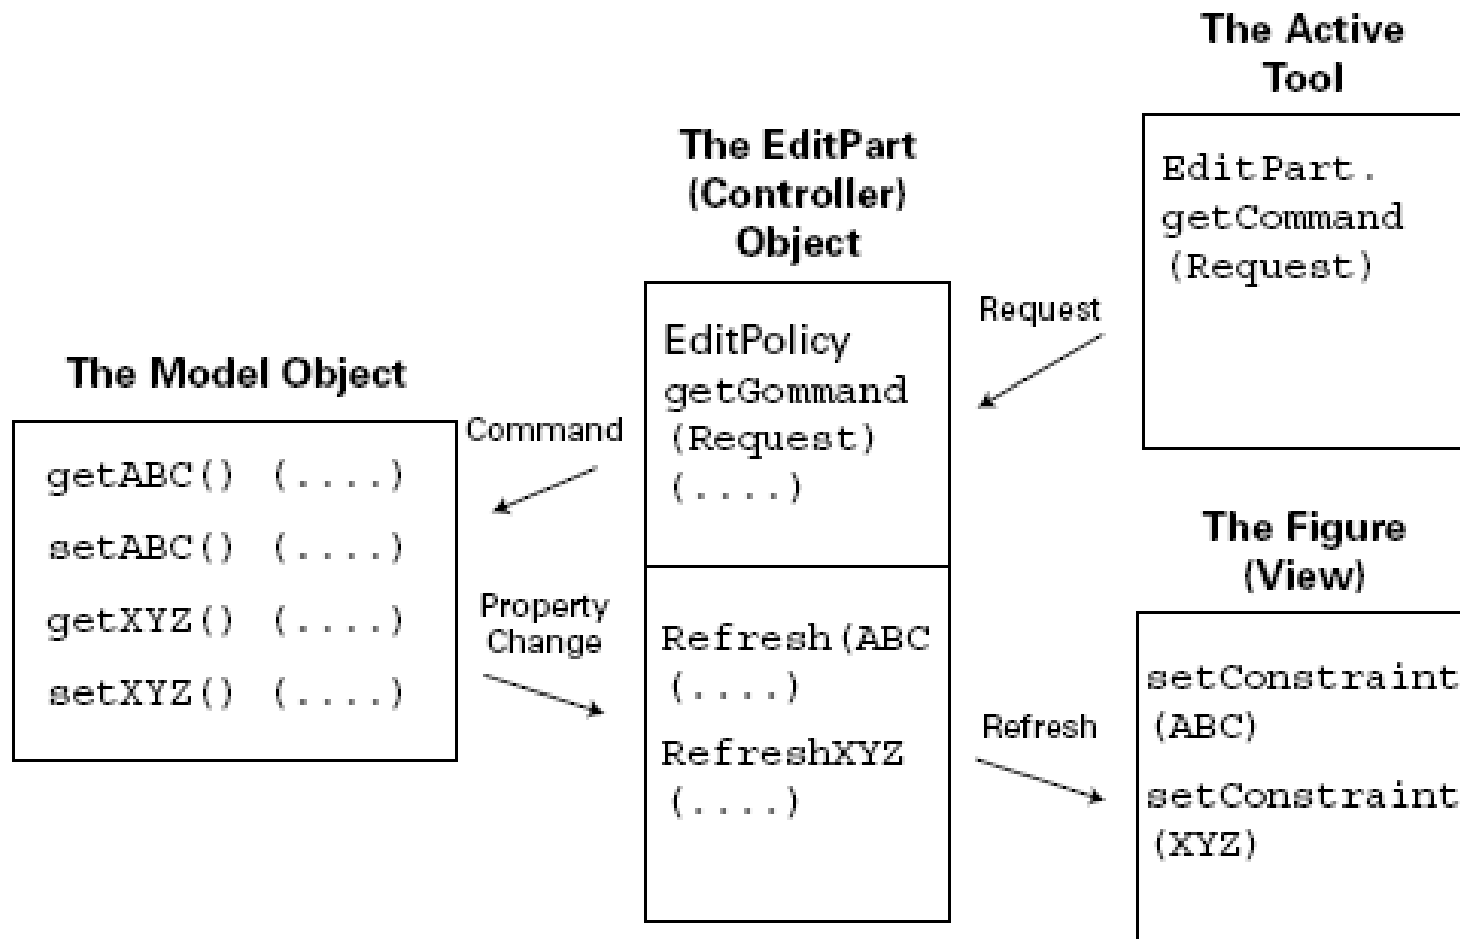 The Active
Tool
EditPart.
getCommand
(Request)
The EditPart
(Controller)
Object
EditPolicy
getGommand
(Request)
(....)
Request
The Model Object
getABC() (....)
setABC() (....)
getXYZ() (....)
setXYZ() (....)
Command
Property
Change
Refresh(ABC
(....)
RefreshXYZ
(....)
Refresh
The Figure
(View)
setConstraint
(ABC)
setConstraint
(XYZ)